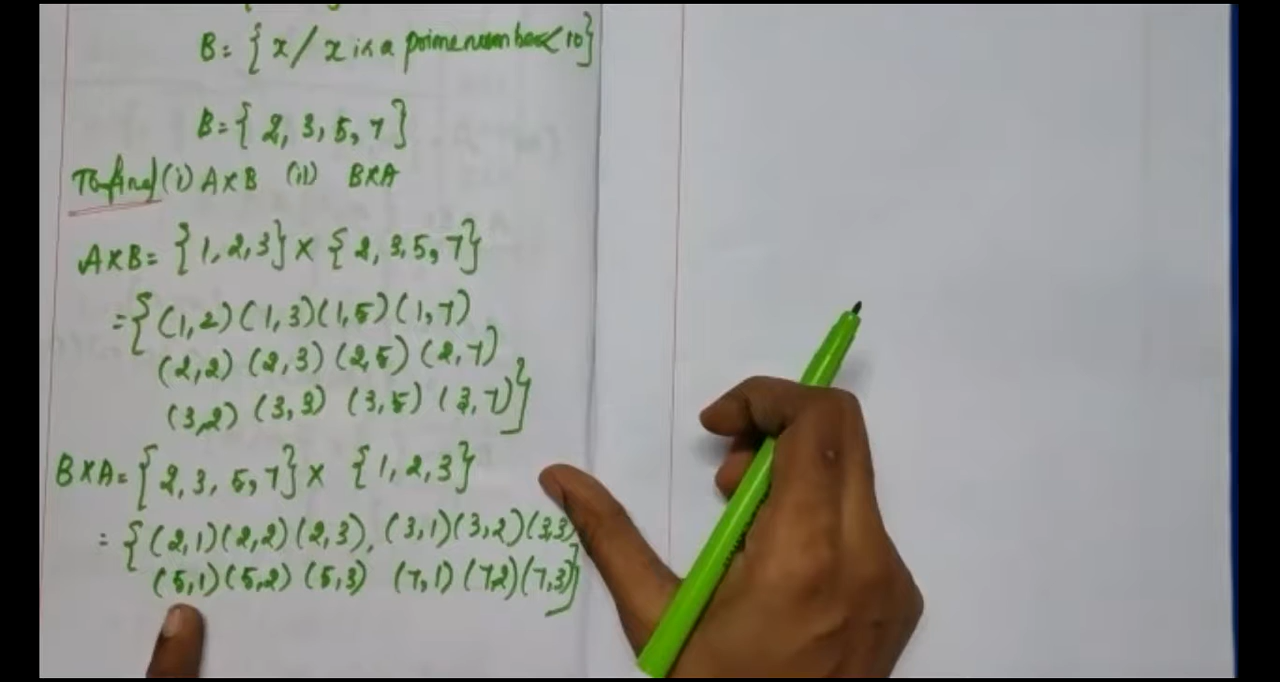 B = { x / x is a prime number < 10}
B = { 2, 3, 5, 7 }
To find (i) A x B (ii) B x A
A x B = { 1, 2, 3 } x { 2, 3, 5, 7 }
= { (1, 2) (1, 3) (1, 5) (1, 7)
(2, 2) (2, 3) (2, 5) (2, 7)
(3, 2) (3, 3) (3, 5) (3, 7) }
B x A = { 2, 3, 5, 7 } x { 1, 2, 3 }
= { (2, 1) (2, 2) (2, 3), (3, 1) (3, 2) (3, 3)
(5, 1) (5, 2) (5, 3) (7, 1) (7, 2) (7, 3) }